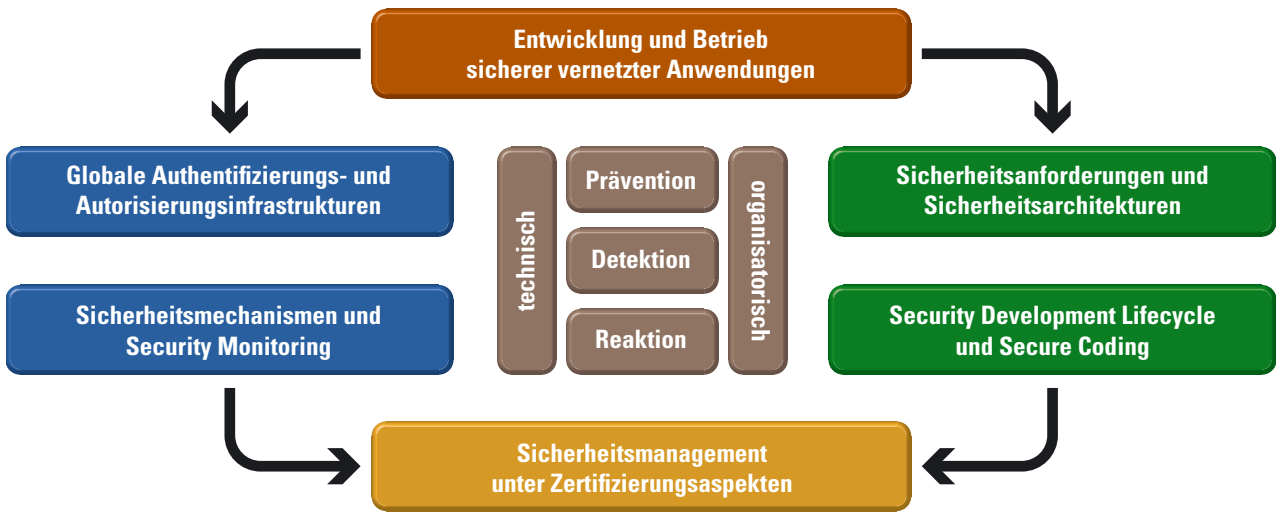 Entwicklung und Betrieb
sicherer vernetzter Anwendungen
Globale Authentifizierungs- und
Autorisierungsinfrastrukturen
Sicherheitsmechanismen und
Security Monitoring
technisch
Prävention
Detektion
Reaktion
organisatorisch
Sicherheitsanforderungen und
Sicherheitsarchitekturen
Security Development Lifecycle
und Secure Coding
Sicherheitsmanagement
unter Zertifizierungsaspekten